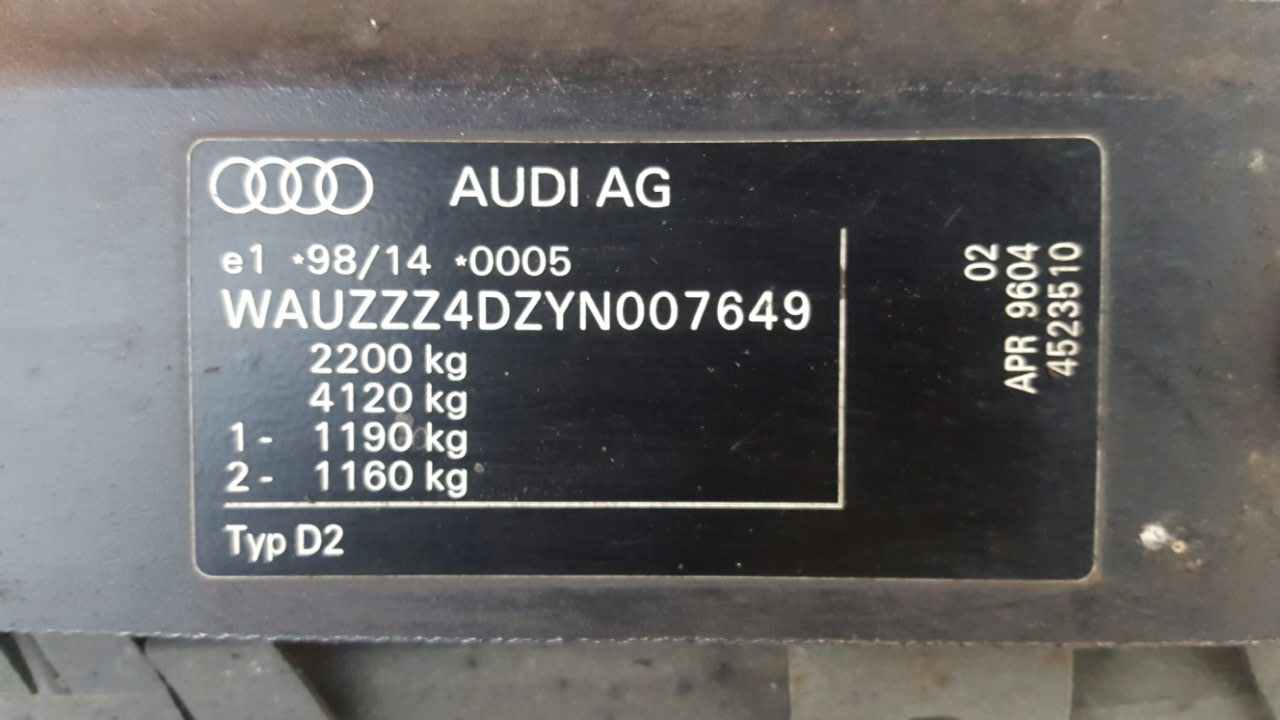 AUDI AG
e1 *98/14 *0005
WAUZZZ4DZYN007649
2200 kg
4120 kg
1- 1190 kg
2- 1160 kg
Typ D2
02
APR 9604
4523510